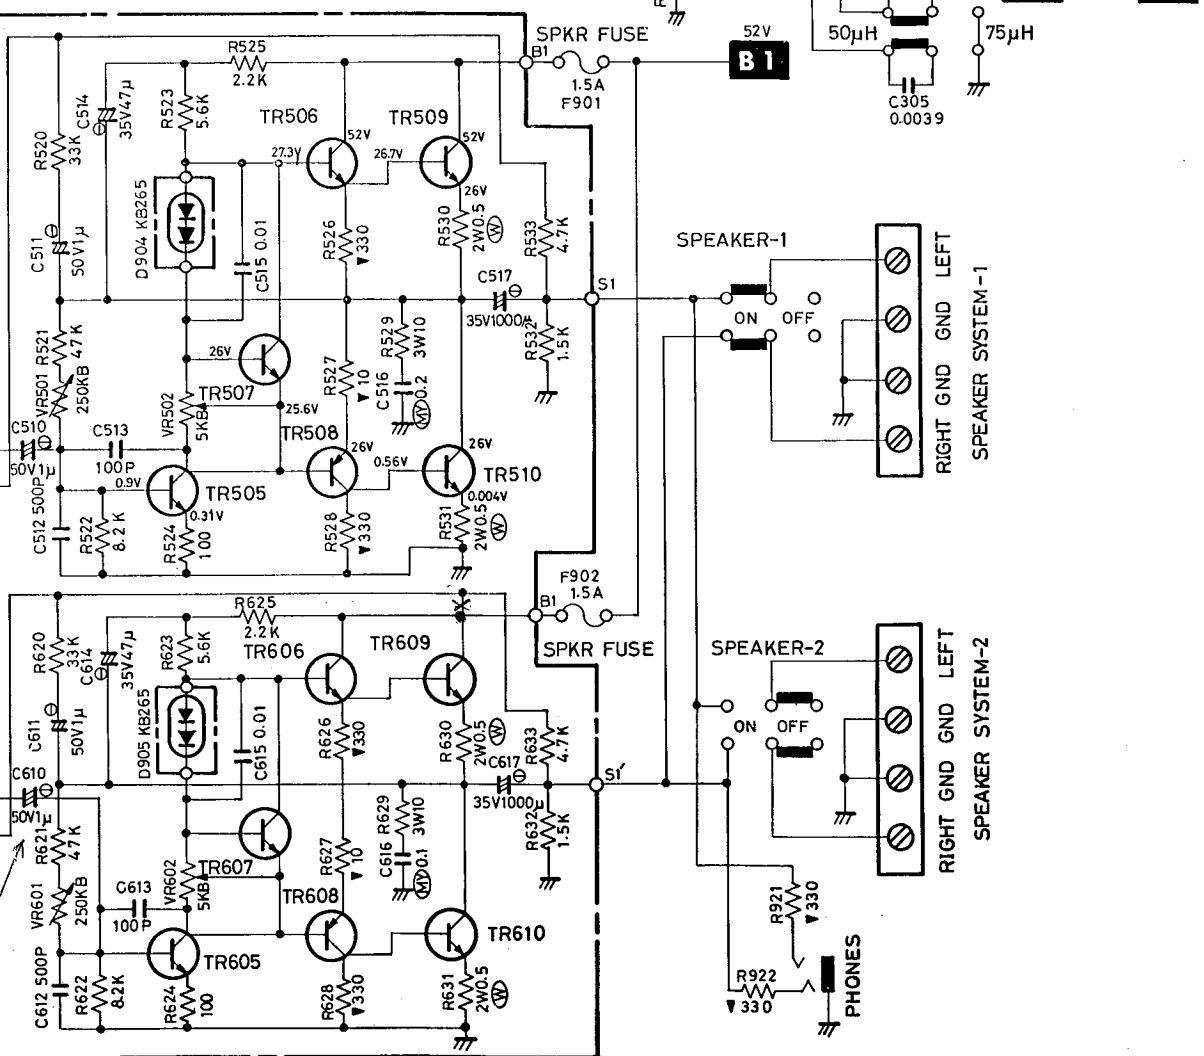 SPKR FUSE
52V
B1
B1
1.5A
F901
50µH
75µH
C305
0.0039
R525
2.2K
C514
35V47µ
R523
5.6K
TR506
TR509
52V
52V
R520
33K
27.3V
26.7V
26V
D904 KB265
C511
50V1µ
C515 0.01
R526
330
R530
2W0.5
W
R533
4.7K
C517
35V1000µ
S1
SPEAKER-1
ON
OFF
RIGHT GND GND LEFT
SPEAKER SYSTEM-1
R521
47K
VR501
250KB
26V
TR507
R529
3W10
C516
MY 0.2
R527
10
R532
1.5K
VR502
5KB
25.6V
C510
50V1µ
C513
100P
TR508
26V
0.56V
26V
TR510
0.9V
TR505
0.31V
0.004V
C512 500P
R522
8.2K
R524
100
R528
330
R531
2W0.5
W
F902
1.5A
B1
SPKR FUSE
R625
2.2K
R623
5.6K
C614
35V47µ
R620
33K
TR606
TR609
D905 KB265
C611
50V1µ
C615 0.01
R626
330
R630
2W0.5
W
R633
4.7K
C617
35V1000µ
S1′
SPEAKER-2
ON
OFF
RIGHT GND GND LEFT
SPEAKER SYSTEM-2
C610
50V1µ
R621
47K
VR601
250KB
TR607
R629
3W10
C616
MY 0.1
R627
10
R632
1.5K
VR602
5KB
C613
100P
TR608
TR610
TR605
C612 500P
R622
8.2K
R624
100
R628
330
R631
2W0.5
W
R921
330
R922
330
PHONES